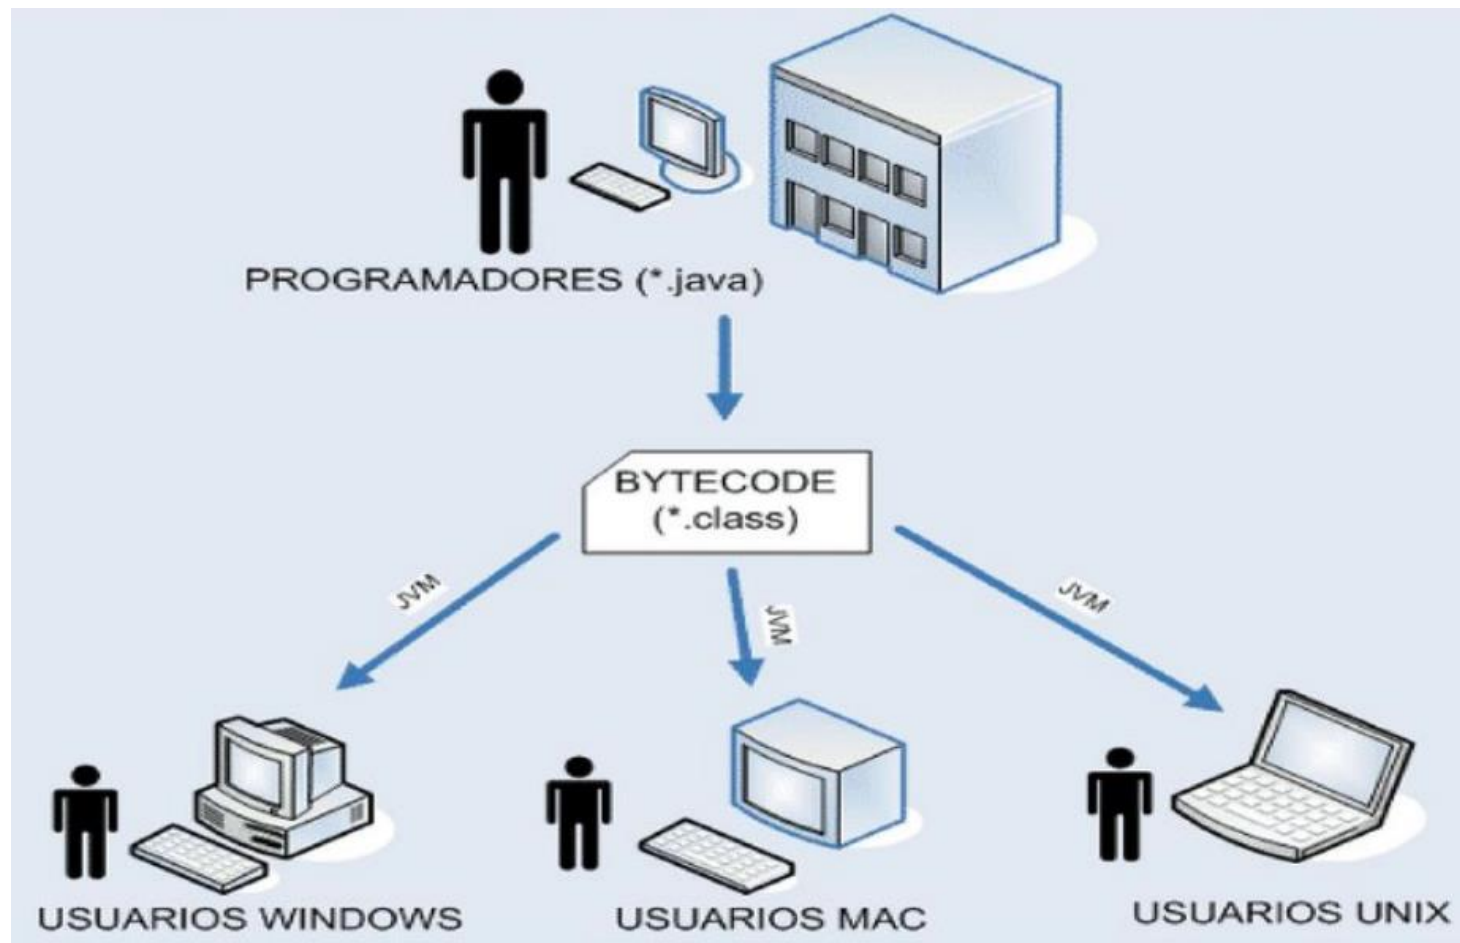 PROGRAMADORES (*.java)
BYTECODE
(*.class)
JVM
JVM
JVM
USUARIOS WINDOWS
USUARIOS MAC
USUARIOS UNIX